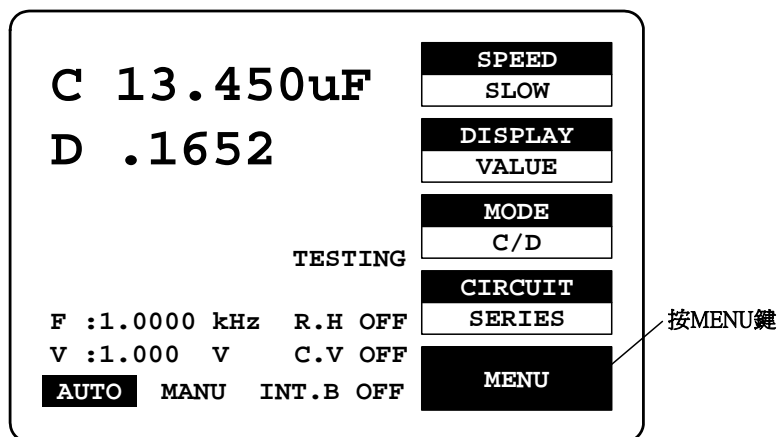 C 13.450uF
D .1652
TESTING
F :1.0000 kHz R.H OFF
V :1.000 V C.V OFF
AUTO MANU INT.B OFF
SPEED
SLOW
DISPLAY
VALUE
MODE
C/D
CIRCUIT
SERIES
MENU
按MENU鍵